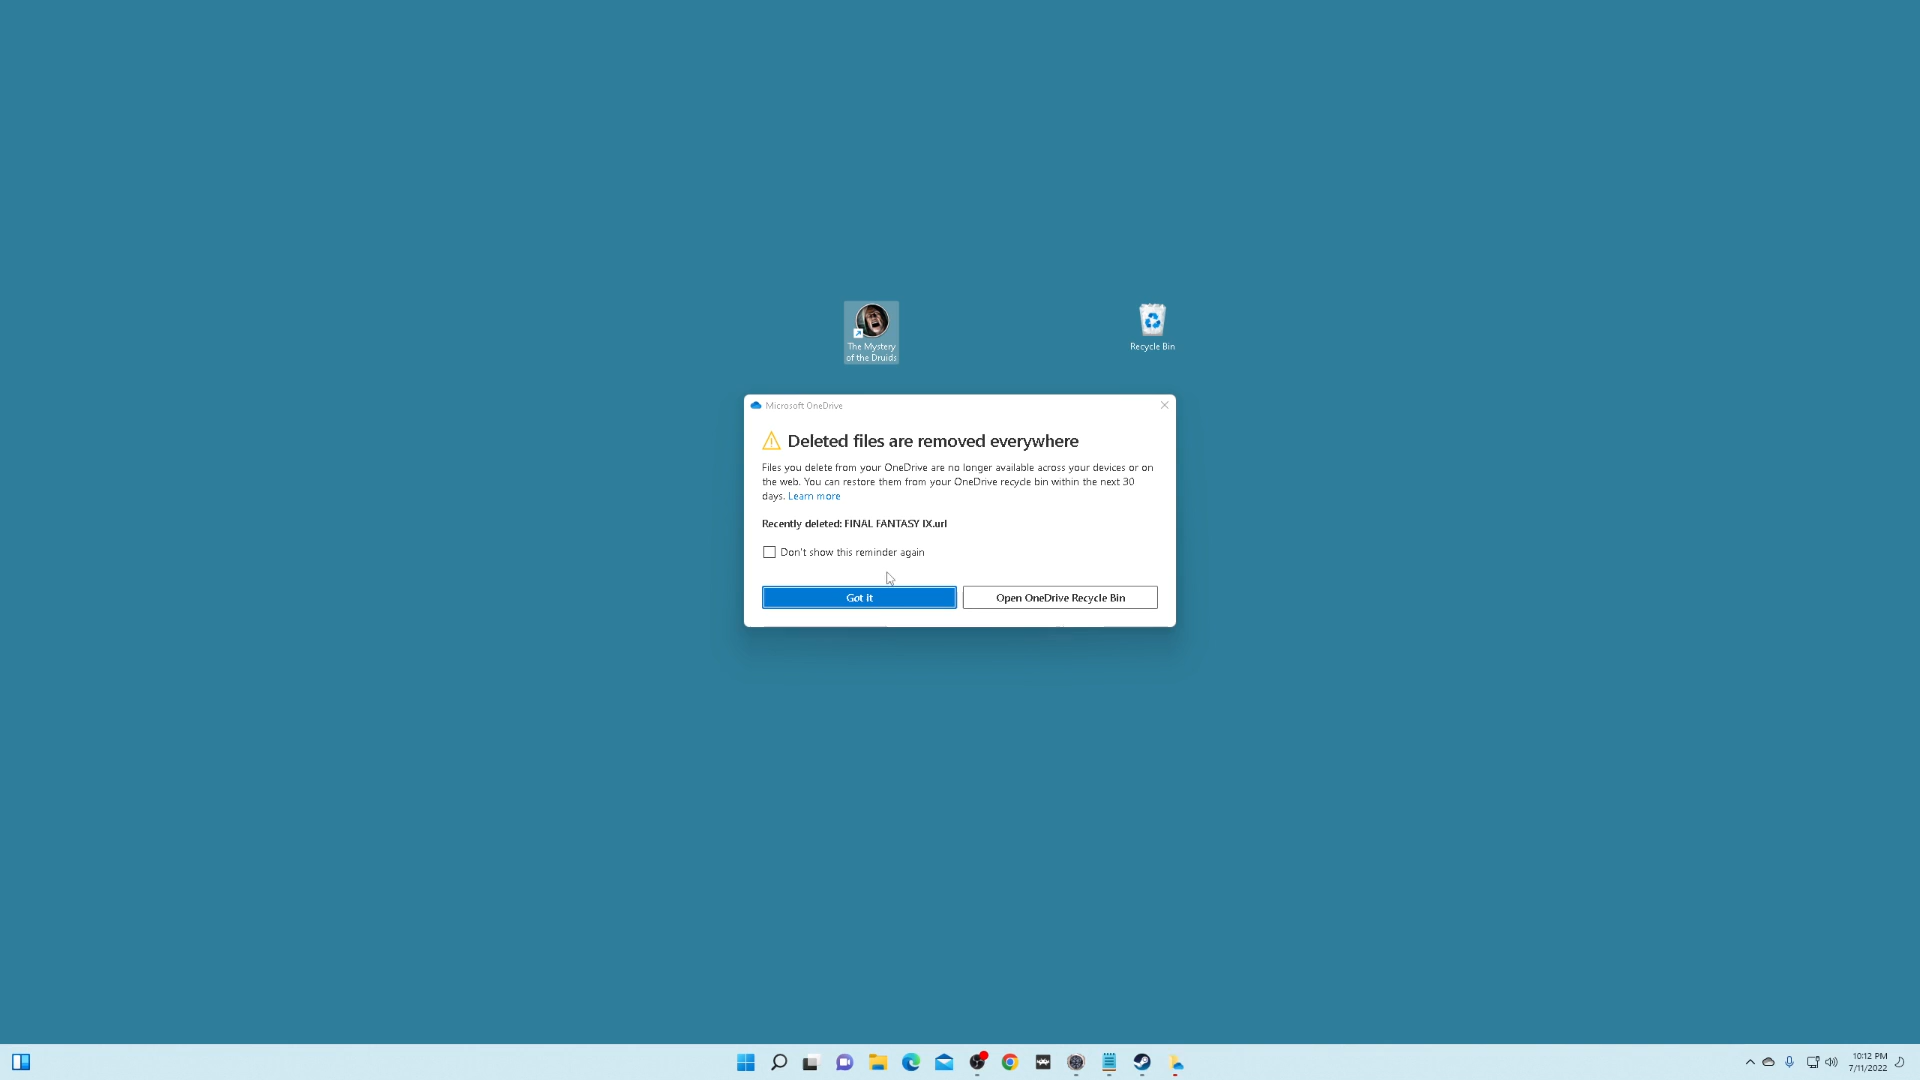 The Mystery
of the Druids
Recycle Bin
Microsoft OneDrive
Deleted files are removed everywhere
Files you delete from your OneDrive are no longer available across your devices or on
the web. You can restore them from your OneDrive recycle bin within the next 30
days. Learn more
Recently deleted: FINAL FANTASY IX.url
Don't show this reminder again
Got it
Open OneDrive Recycle Bin
10:12 PM
7/11/2022